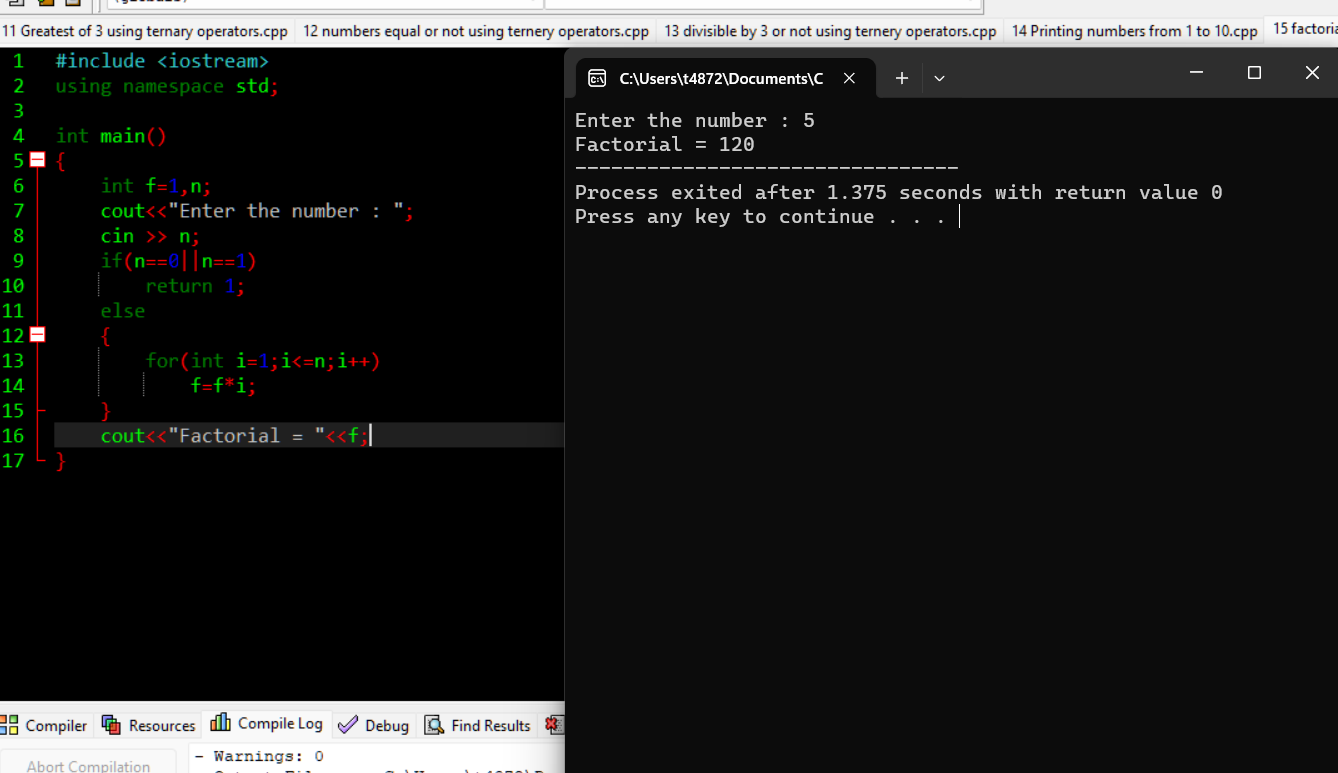 11 Greatest of 3 using ternary operators.cpp 12 numbers equal or not using ternery operators.cpp 13 divisible by 3 or not using ternery operators.cpp 14 Printing numbers from 1 to 10.cpp 15
1 #include <iostream>
2 using namespace std;
3
4 int main()
5 {
6 int f=1,n;
7 cout<<"Enter the number : ";
8 cin >> n;
9 if(n==0||n==1)
10 return 1;
11 else
12 {
13 for(int i=1;i<=n;i++)
14 f=f*i;
15 }
16 cout<<"Factorial = "<<f;
17 }
C:\Users\t4872\Documents\C
Enter the number : 5
Factorial = 120
--------------------------------
Process exited after 1.375 seconds with return value 0
Press any key to continue . . .
Compiler Resources Compile Log Debug Find Results
Abort Compilation
- Warnings: 0